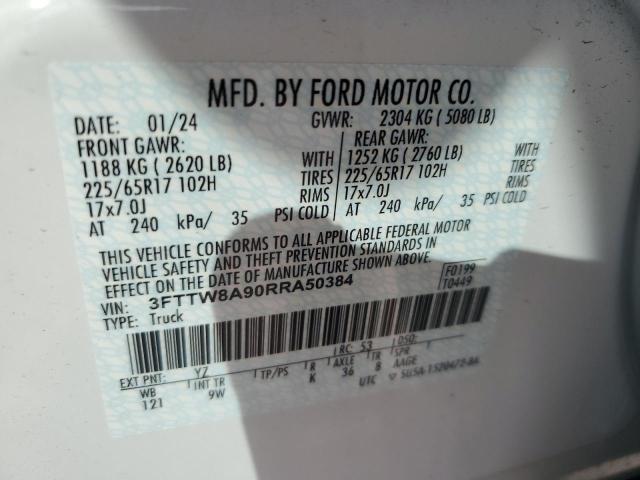 MFD. BY FORD MOTOR CO.
DATE: 01/24 GVWR: 2304 KG ( 5080 LB)
FRONT GAWR: REAR GAWR:
1188 KG ( 2620 LB) WITH 1252 KG ( 2760 LB) WITH
225/65R17 102H TIRES 225/65R17 102H TIRES
17x7.0J RIMS 17x7.0J RIMS
AT 240 kPa/ 35 PSI COLD AT 240 kPa/ 35 PSI COLD
THIS VEHICLE CONFORMS TO ALL APPLICABLE FEDERAL MOTOR
VEHICLE SAFETY AND THEFT PREVENTION STANDARDS IN
EFFECT ON THE DATE OF MANUFACTURE SHOWN ABOVE.
VIN: 3FTTW8A90RRA50384 F0199
TYPE: Truck T0449
EXT PNT: YZ RC: 53 DSO:
WB INT TR TP/PS R AXLE TR SPR
121 9W K 36 8 AAGE
UTC